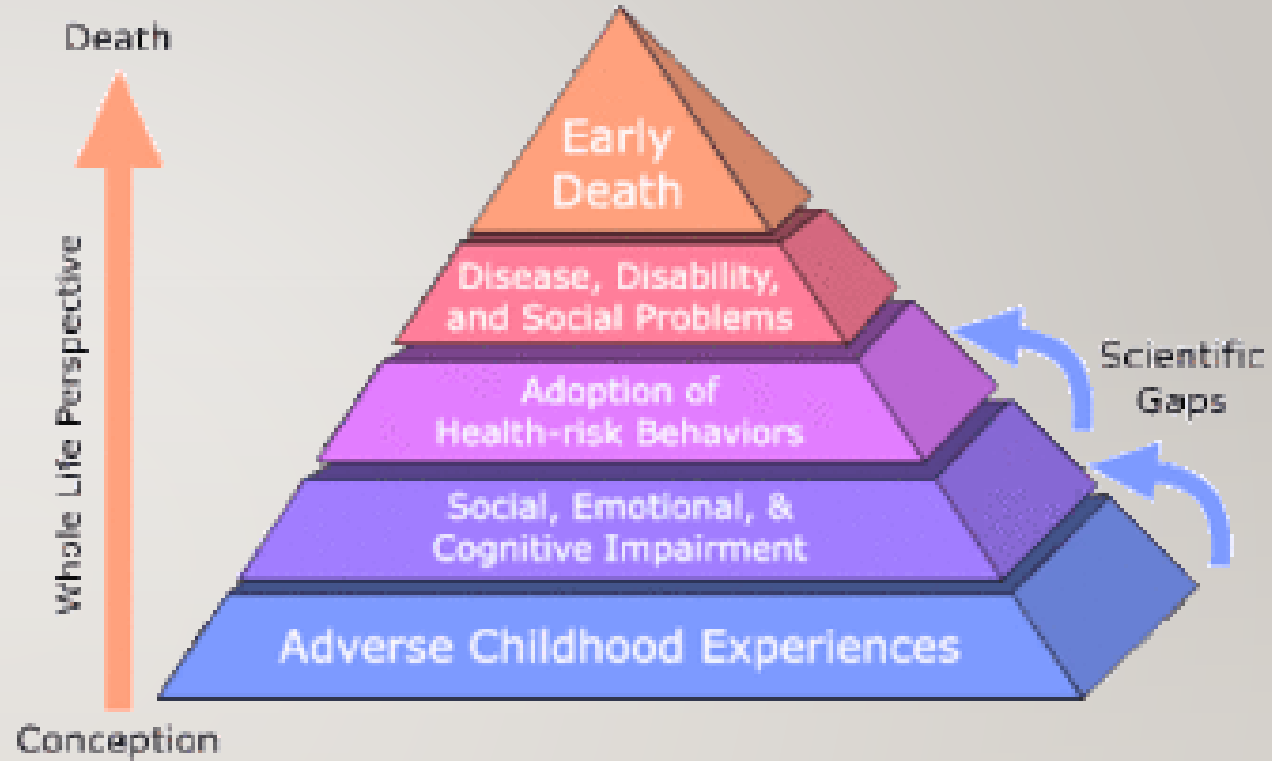 Death
Whole Life Perspective
Conception
Early
Death
Disease, Disability,
and Social Problems
Adoption of
Health-risk Behaviors
Social, Emotional, &
Cognitive Impairment
Adverse Childhood Experiences
Scientific
Gaps